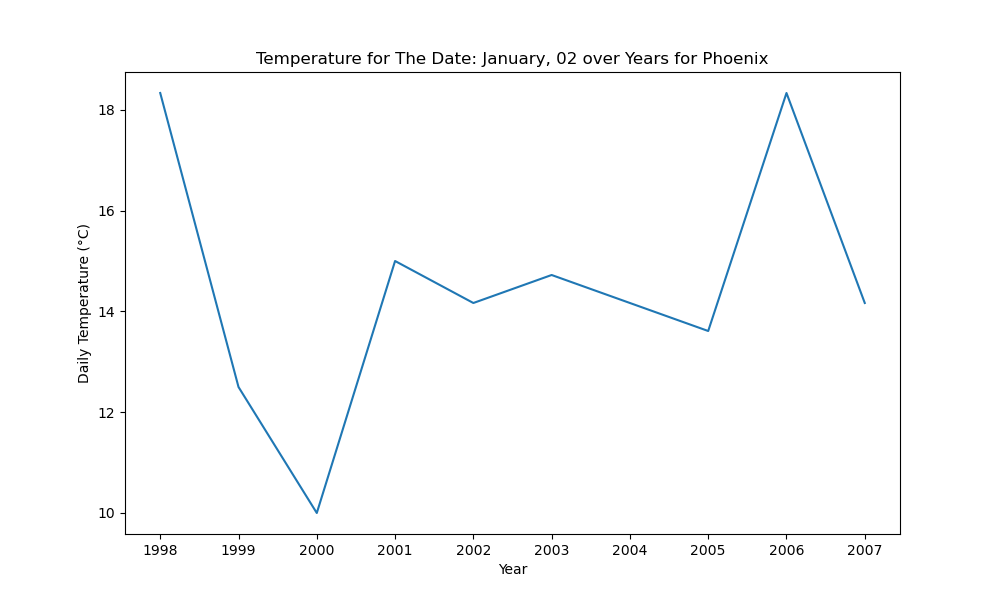 Temperature for The Date: January, 02 over Years for Phoenix
Daily Temperature (°C)
18
16
14
12
10
1998 1999 2000 2001 2002 2003 2004 2005 2006 2007
Year